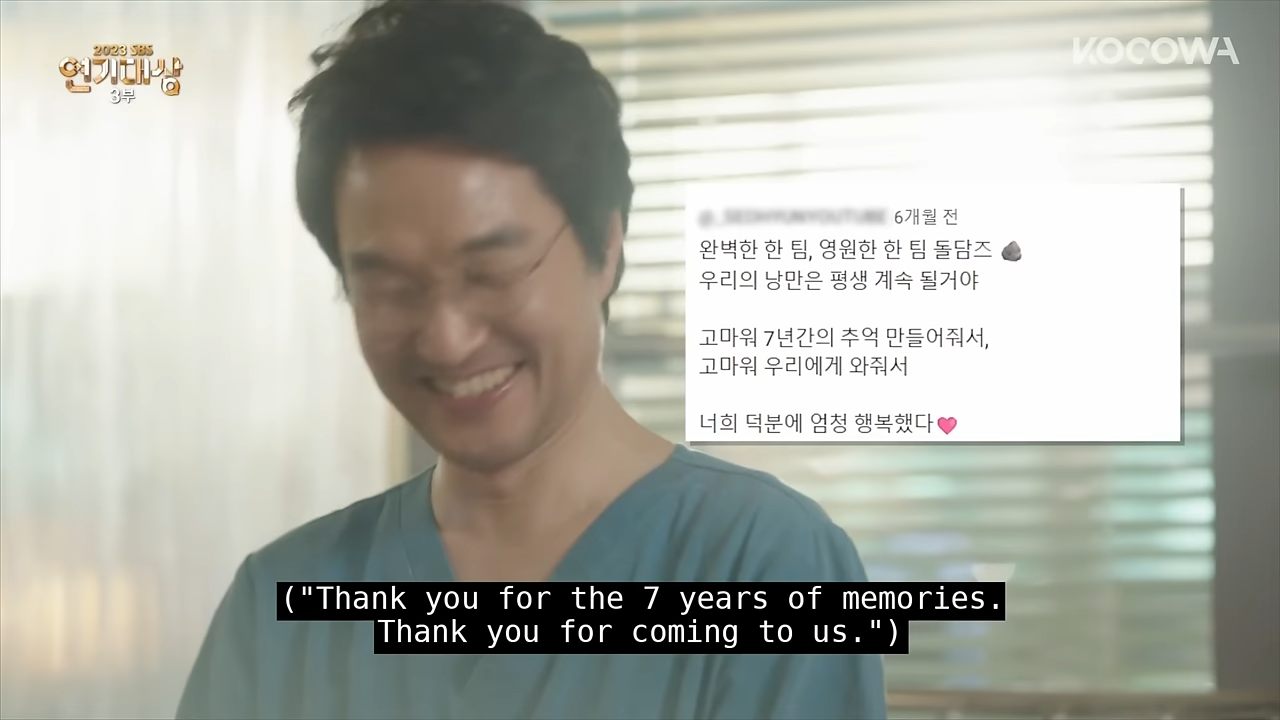 2023 SBS
연기대상
3부
KOCOWA
6개월 전
완벽한 한 팀, 영원한 한 팀 돌담즈
우리의 낭만은 평생 계속 될거야
고마워 7년간의 추억 만들어줘서,
고마워 우리에게 와줘서
너희 덕분에 엄청 행복했다
("Thank you for the 7 years of memories.
Thank you for coming to us.")